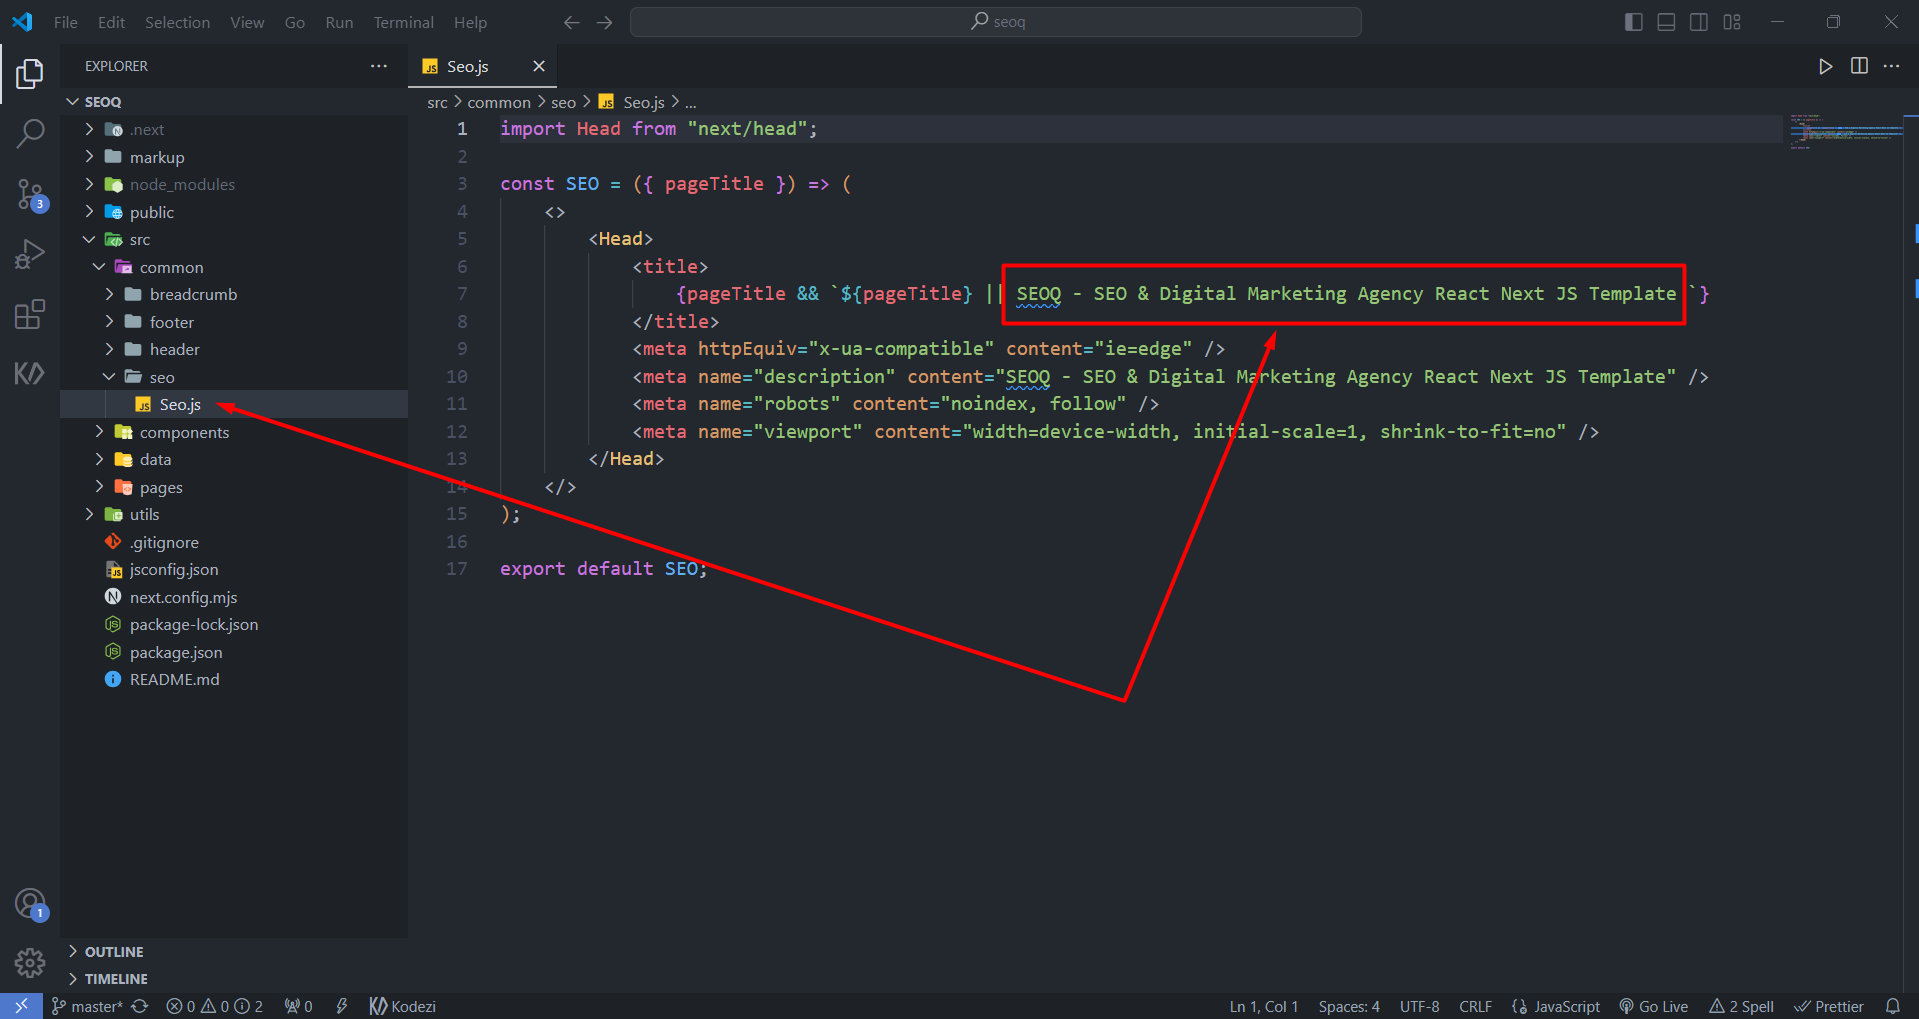 File Edit Selection View Go Run Terminal Help
seoq
EXPLORER
Seo.js
SEOQ
src > common > seo > Seo.js > ...
.next
markup
node_modules
public
src
common
breadcrumb
footer
header
seo
Seo.js
components
data
pages
utils
.gitignore
jsconfig.json
next.config.mjs
package-lock.json
package.json
README.md
OUTLINE
TIMELINE
1 import Head from "next/head";
2
3 const SEO = ({ pageTitle }) => (
4 <>
5 <Head>
6 <title>
7 {pageTitle && `${pageTitle} || SEOQ - SEO & Digital Marketing Agency React Next JS Template `}
8 </title>
9 <meta httpEquiv="x-ua-compatible" content="ie=edge" />
10 <meta name="description" content="SEOQ - SEO & Digital Marketing Agency React Next JS Template" />
11 <meta name="robots" content="noindex, follow" />
12 <meta name="viewport" content="width=device-width, initial-scale=1, shrink-to-fit=no" />
13 </Head>
14 </>
15 );
16
17 export default SEO;
3
1
master* 0 0 2 0 Kodezi
Ln 1, Col 1 Spaces: 4 UTF-8 CRLF {} JavaScript Go Live 2 Spell Prettier